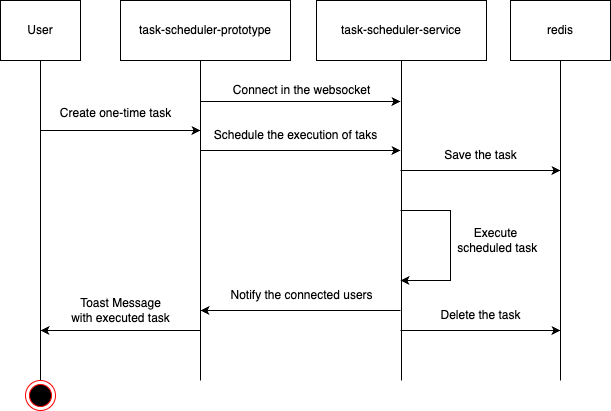 User
task-scheduler-prototype
task-scheduler-service
redis
Connect in the websocket
Create one-time task
Schedule the execution of taks
Save the task
Execute
scheduled task
Notify the connected users
Toast Message
with executed task
Delete the task